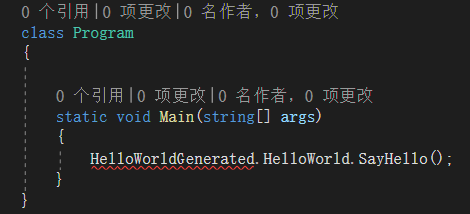 0 个引用|0 项更改|0 名作者, 0 项更改
class Program
{
0 个引用|0 项更改|0 名作者, 0 项更改
static void Main(string[] args)
{
HelloWorldGenerated.HelloWorld.SayHello();
}
}